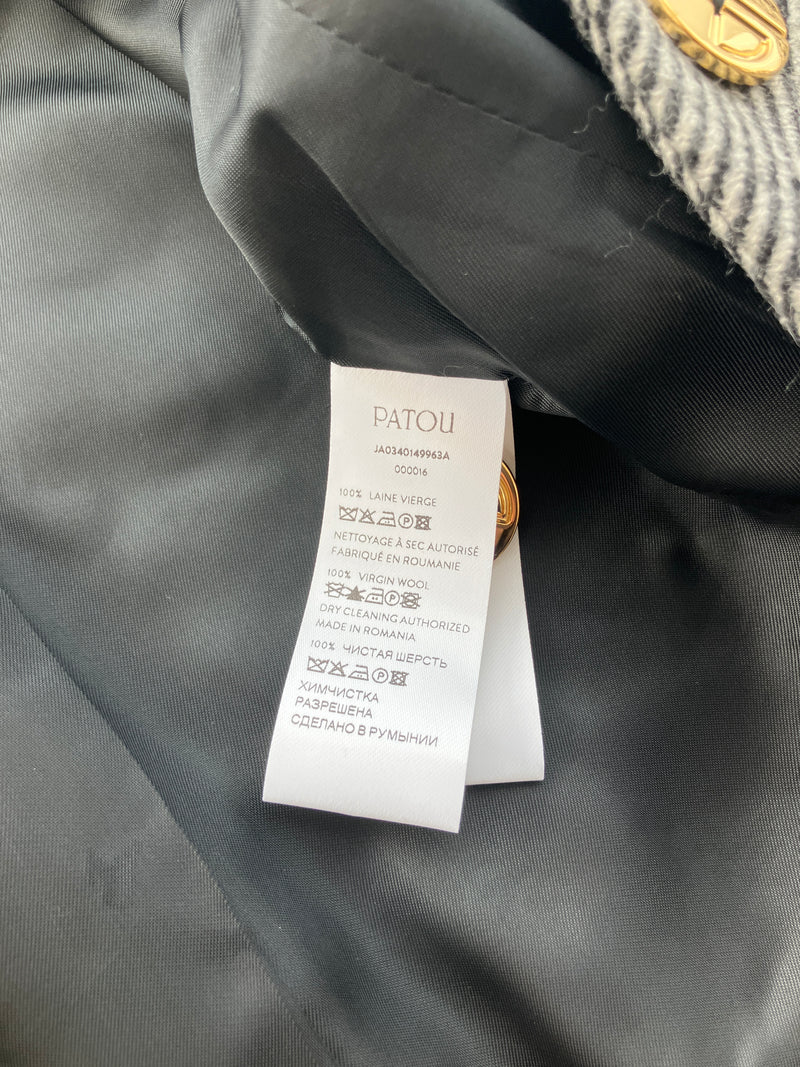 PATOU
JA0340149963A
000016
100% LAINE VIERGE
NETTOYAGE À SEC AUTORISÉ
FABRIQUÉ EN ROUMANIE
100% VIRGIN WOOL
DRY CLEANING AUTHORIZED
MADE IN ROMANIA
100% ЧИСТАЯ ШЕРСТЬ
ХИМЧИСТКА
РАЗРЕШЕНА
СДЕЛАНО В РУМЫНИИ